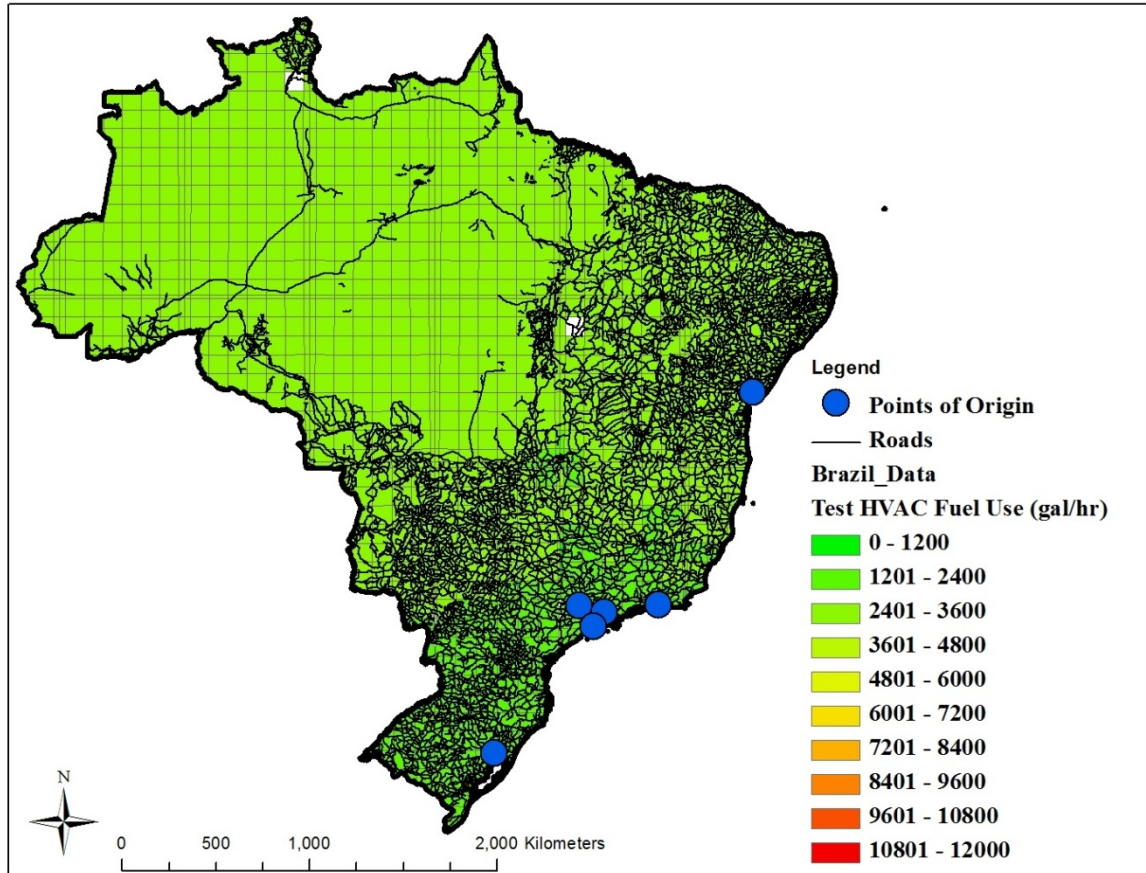 Legend
Points of Origin
Roads
Brazil_Data
Test HVAC Fuel Use (gal/hr)
0 - 1200
1201 - 2400
2401 - 3600
3601 - 4800
4801 - 6000
6001 - 7200
7201 - 8400
8401 - 9600
9601 - 10800
10801 - 12000
N
0 500 1,000 2,000 Kilometers